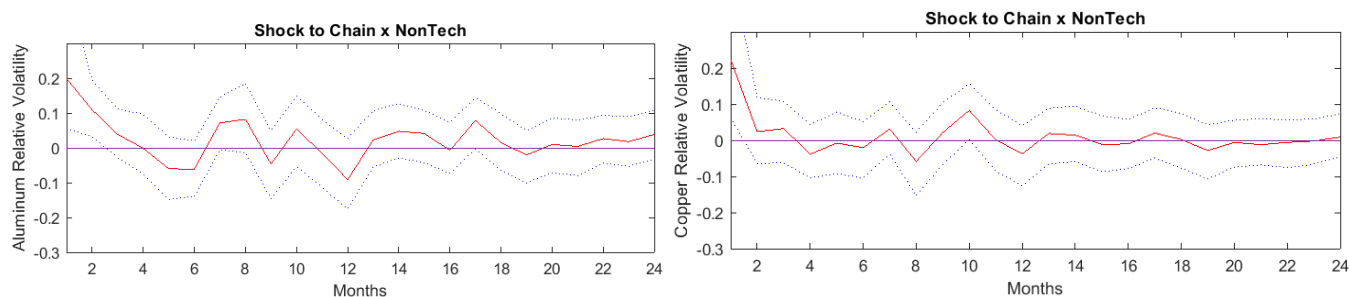 Shock to Chain x NonTech
Aluminum Relative Volatility
0.2
0.1
0
-0.1
-0.2
-0.3
2 4 6 8 10 12 14 16 18 20 22 24
Months
Shock to Chain x NonTech
Copper Relative Volatility
0.2
0.1
0
-0.1
-0.2
-0.3
2 4 6 8 10 12 14 16 18 20 22 24
Months